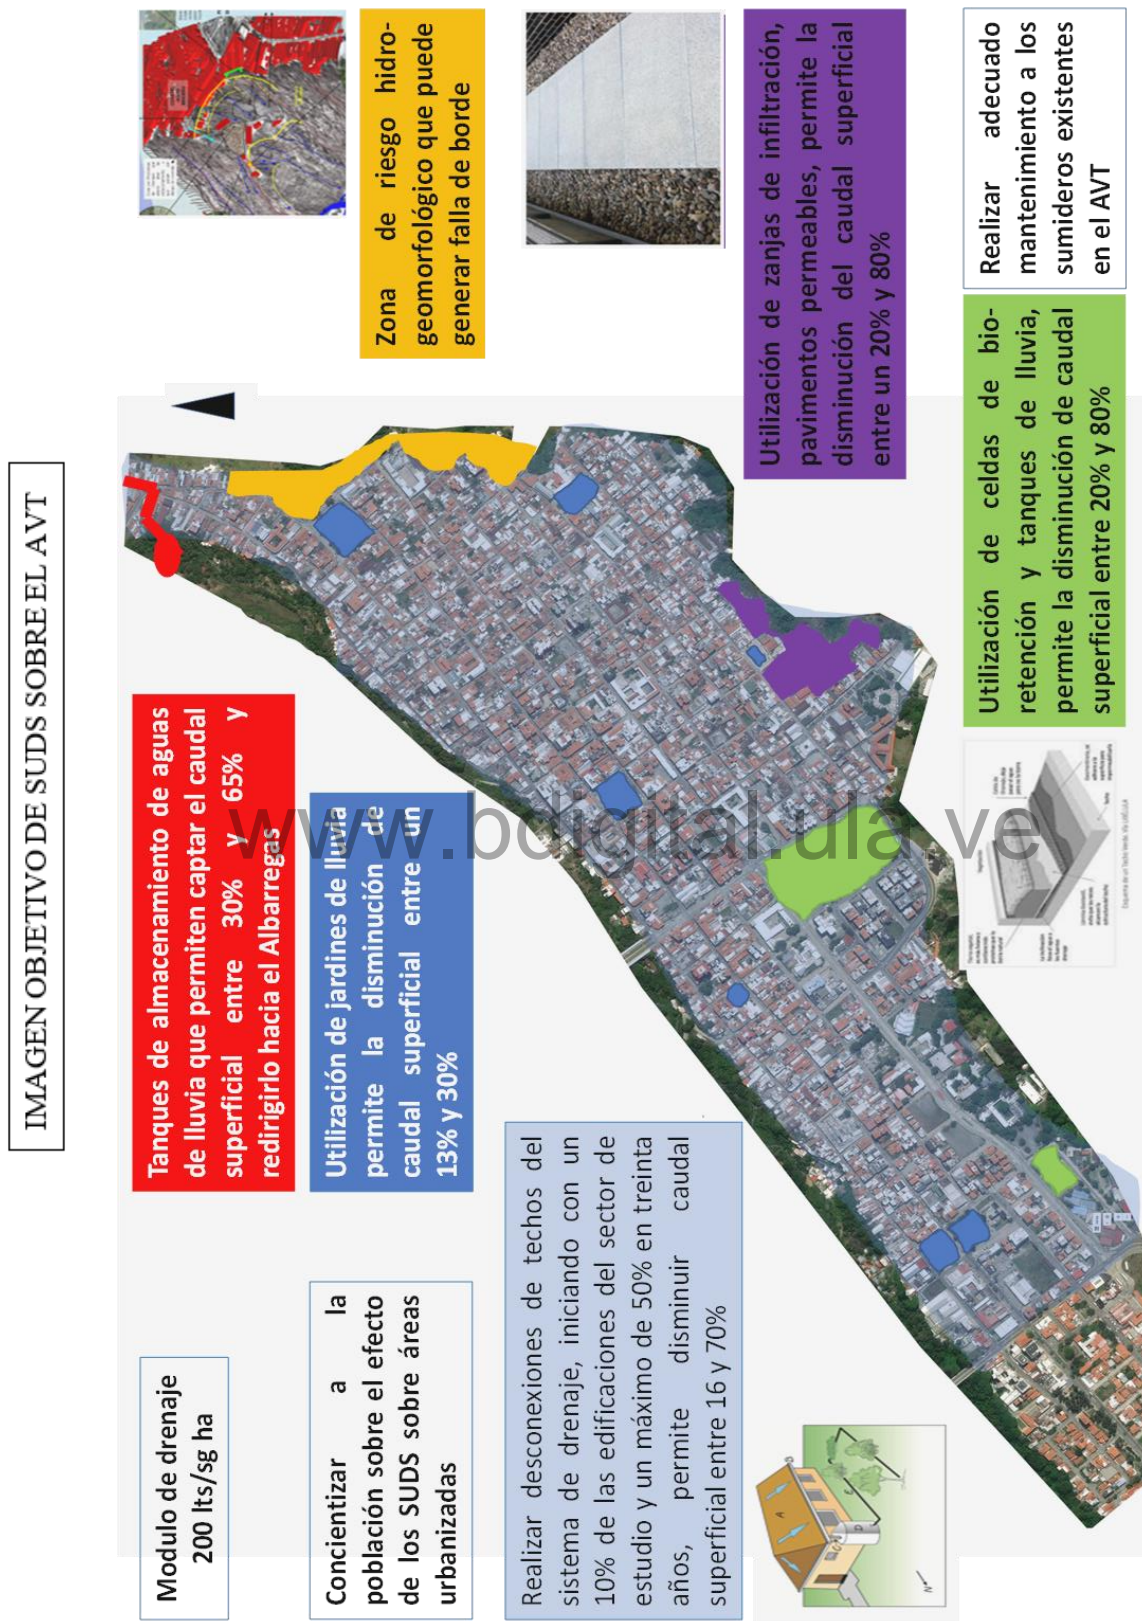 IMAGEN OBJETIVO DE SUDS SOBRE EL AVT
Modulo de drenaje
200 lts/sg ha
Concientizar a la
población sobre el efecto
de los SUDS sobre áreas
urbanizadas
Realizar desconexiones de techos del
sistema de drenaje, iniciando con un
10% de las edificaciones del sector de
estudio y un máximo de 50% en treinta
años, permite disminuir caudal
superficial entre 16 y 70%
Tanques de almacenamiento de aguas
de lluvia que permiten captar el caudal
superficial entre 30% y 65% y
redirigirlo hacia el Albarregas
Utilización de jardines de lluvia
permite la disminución de
caudal superficial entre un
13% y 30%
Zona de riesgo hidro-
geomorfológico que puede
generar falla de borde
Utilización de zanjas de infiltración,
pavimentos permeables, permite la
disminución del caudal superficial
entre un 20% y 80%
Utilización de celdas de bio-
retención y tanques de lluvia,
permite la disminución de caudal
superficial entre 20% y 80%
Realizar adecuado
mantenimiento a los
sumideros existentes
en el AVT
A
D
N
www.bdigital.ula.ve